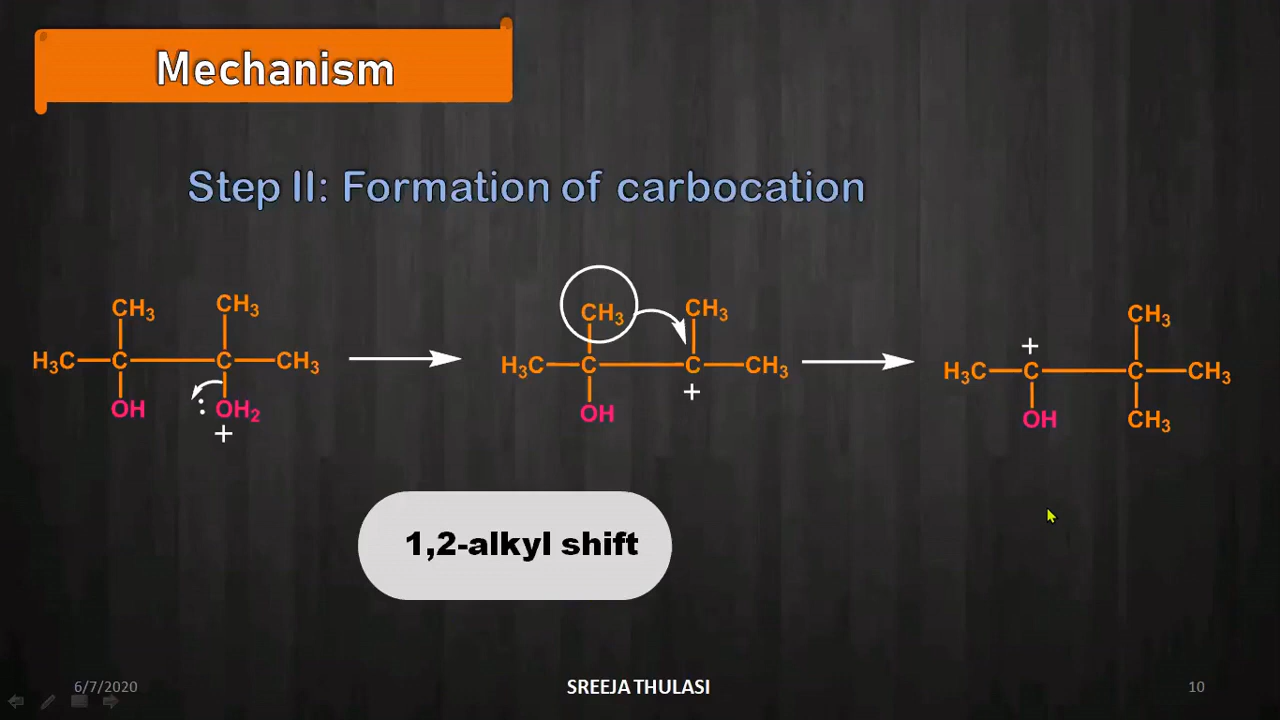 Mechanism
Step II: Formation of carbocation
CH3 CH3
H3C C C CH3
OH : OH2
+
CH3 CH3
H3C C C CH3
OH +
CH3
+
H3C C C CH3
OH CH3
1,2-alkyl shift
6/7/2020 SREEJA THULASI 10